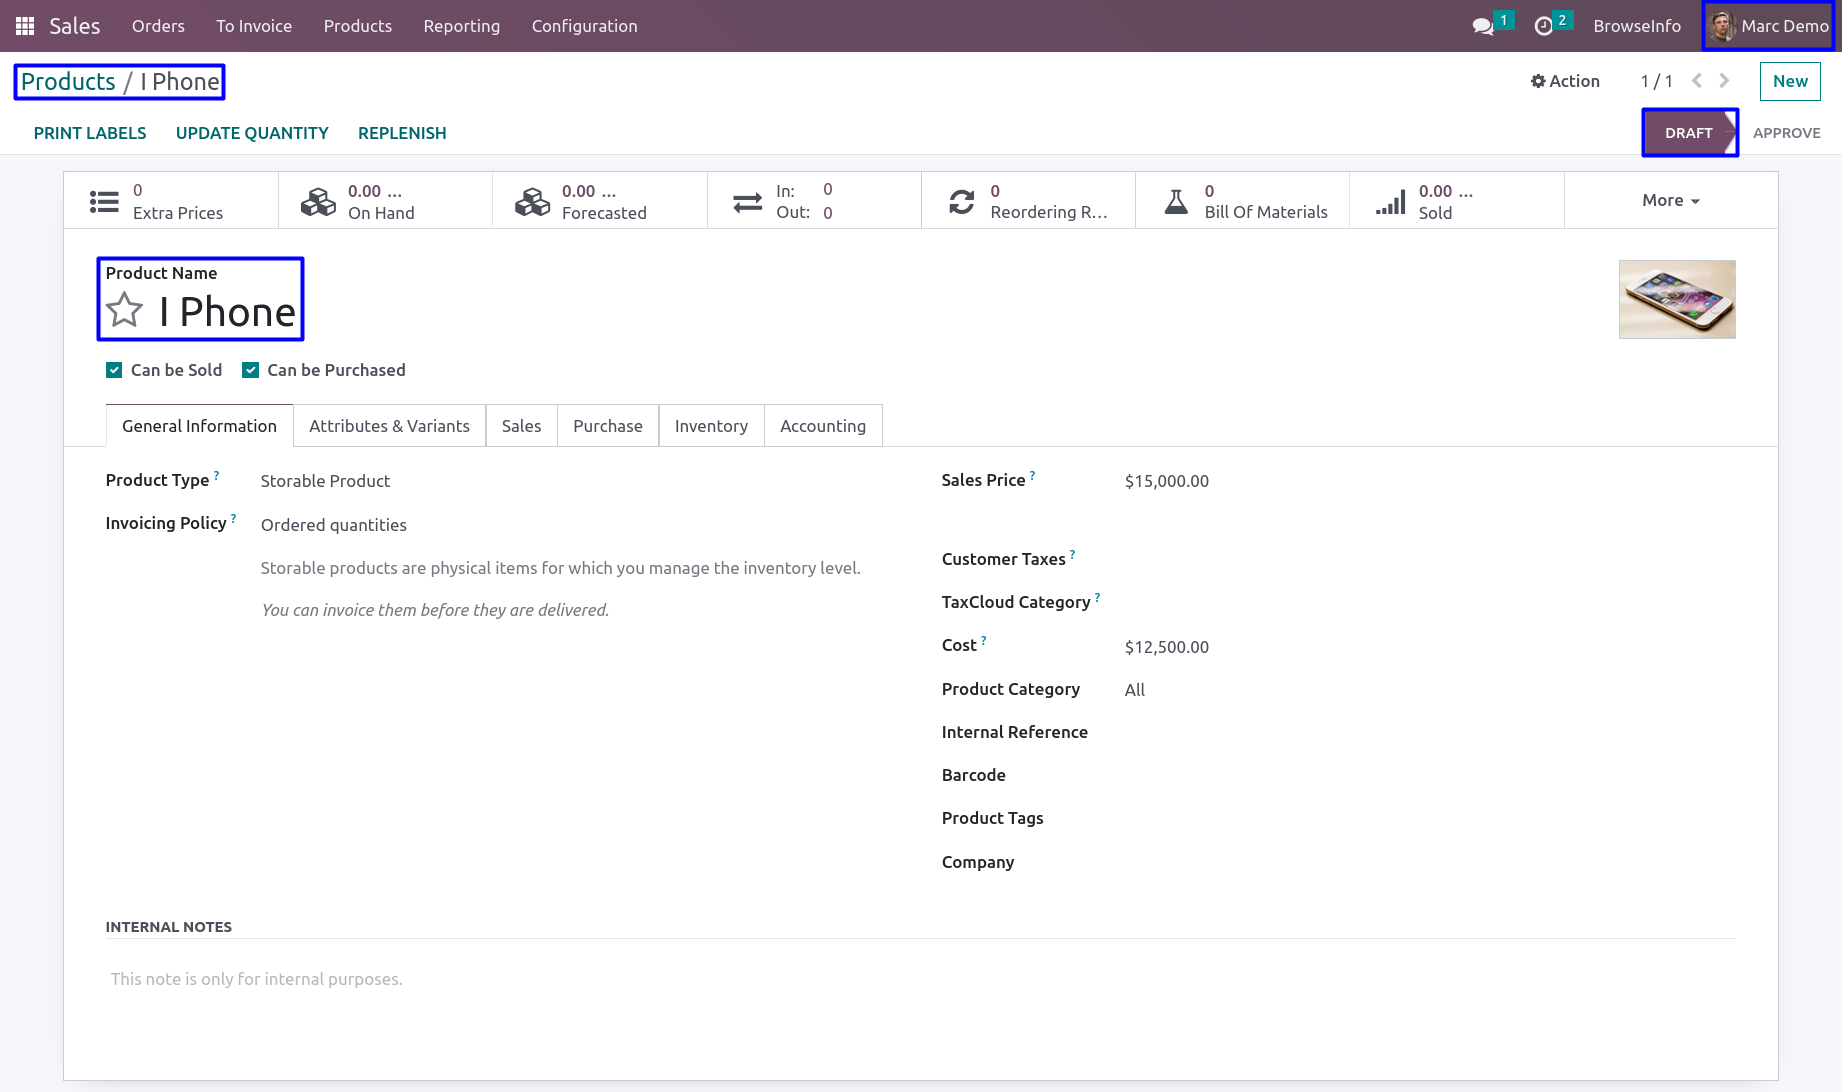 Sales Orders To Invoice Products Reporting Configuration 1 2 BrowseInfo Marc Demo
Products / I Phone Action 1 / 1 New
PRINT LABELS UPDATE QUANTITY REPLENISH DRAFT APPROVE
0
Extra Prices
0.00 ...
On Hand
0.00 ...
Forecasted
In: 0
Out: 0
0
Reordering R...
0
Bill Of Materials
0.00 ...
Sold
More
Product Name
I Phone
Can be Sold Can be Purchased
General Information Attributes & Variants Sales Purchase Inventory Accounting
Product Type ? Storable Product
Invoicing Policy ? Ordered quantities
Storable products are physical items for which you manage the inventory level.
You can invoice them before they are delivered.
Sales Price ? $15,000.00
Customer Taxes ?
TaxCloud Category ?
Cost ? $12,500.00
Product Category All
Internal Reference
Barcode
Product Tags
Company
INTERNAL NOTES
This note is only for internal purposes.